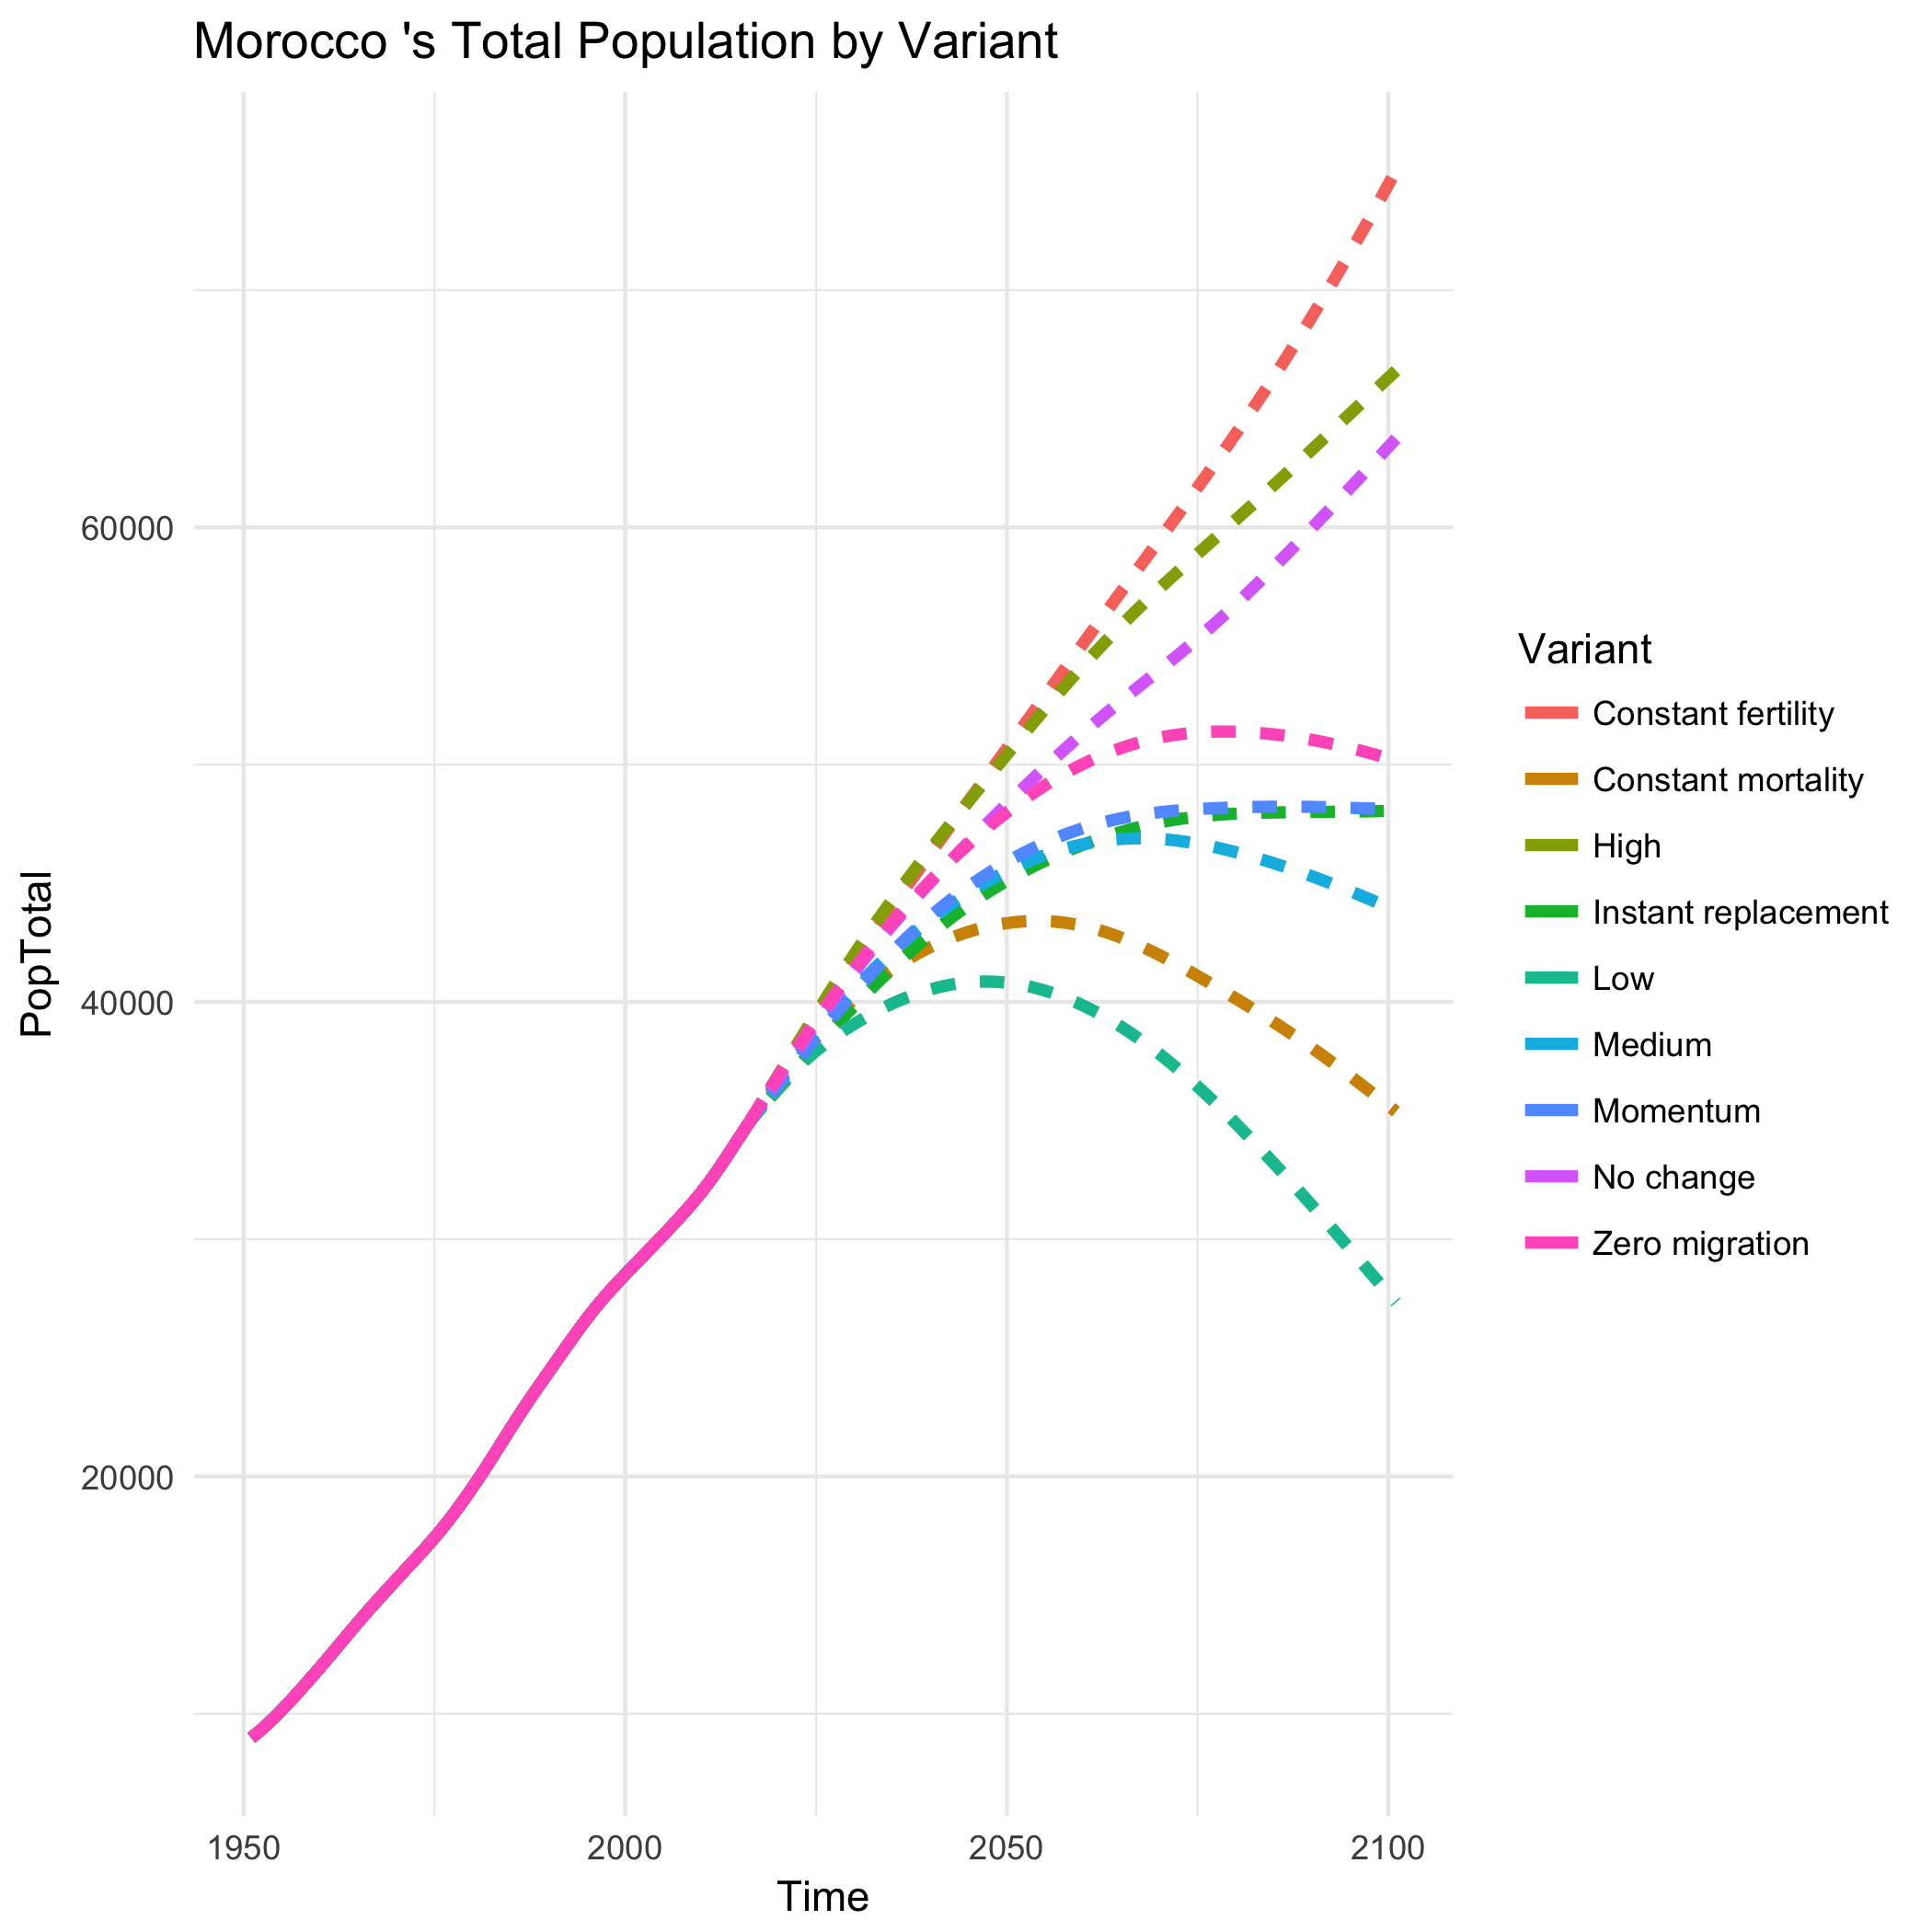 Morocco 's Total Population by Variant
PopTotal
60000
40000
20000
1950
2000
2050
2100
Time
Variant
Constant fertility
Constant mortality
High
Instant replacement
Low
Medium
Momentum
No change
Zero migration